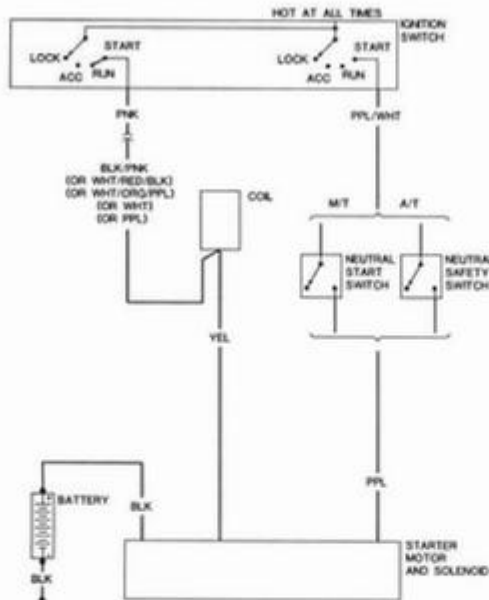 HOT AT ALL TIMES
IGNITION
SWITCH
LOCK
START
ACC
RUN
LOCK
START
ACC
RUN
PNK
PPL/WHT
BLK/PNK
(OR WHT/RED/BLK)
(OR WHT/ORG/PPL)
(OR WHT)
(OR PPL)
COIL
M/T
A/T
NEUTRAL
START
SWITCH
NEUTRAL
SAFETY
SWITCH
YEL
PPL
BATTERY
BLK
BLK
STARTER
MOTOR
AND SOLENOID